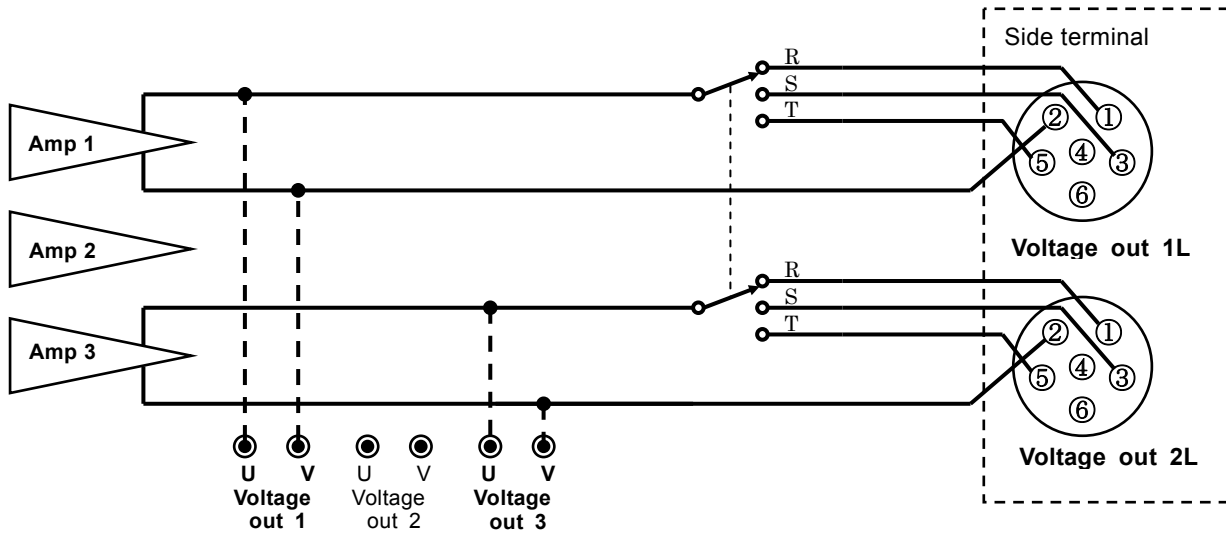 Side terminal
R
S
T
Amp 1
② ①
⑤ ④ ③
⑥
Voltage out 1L
Amp 2
R
S
T
Amp 3
② ①
⑤ ④ ③
⑥
Voltage out 2L
U V U V U V
Voltage Voltage Voltage
out 1 out 2 out 3